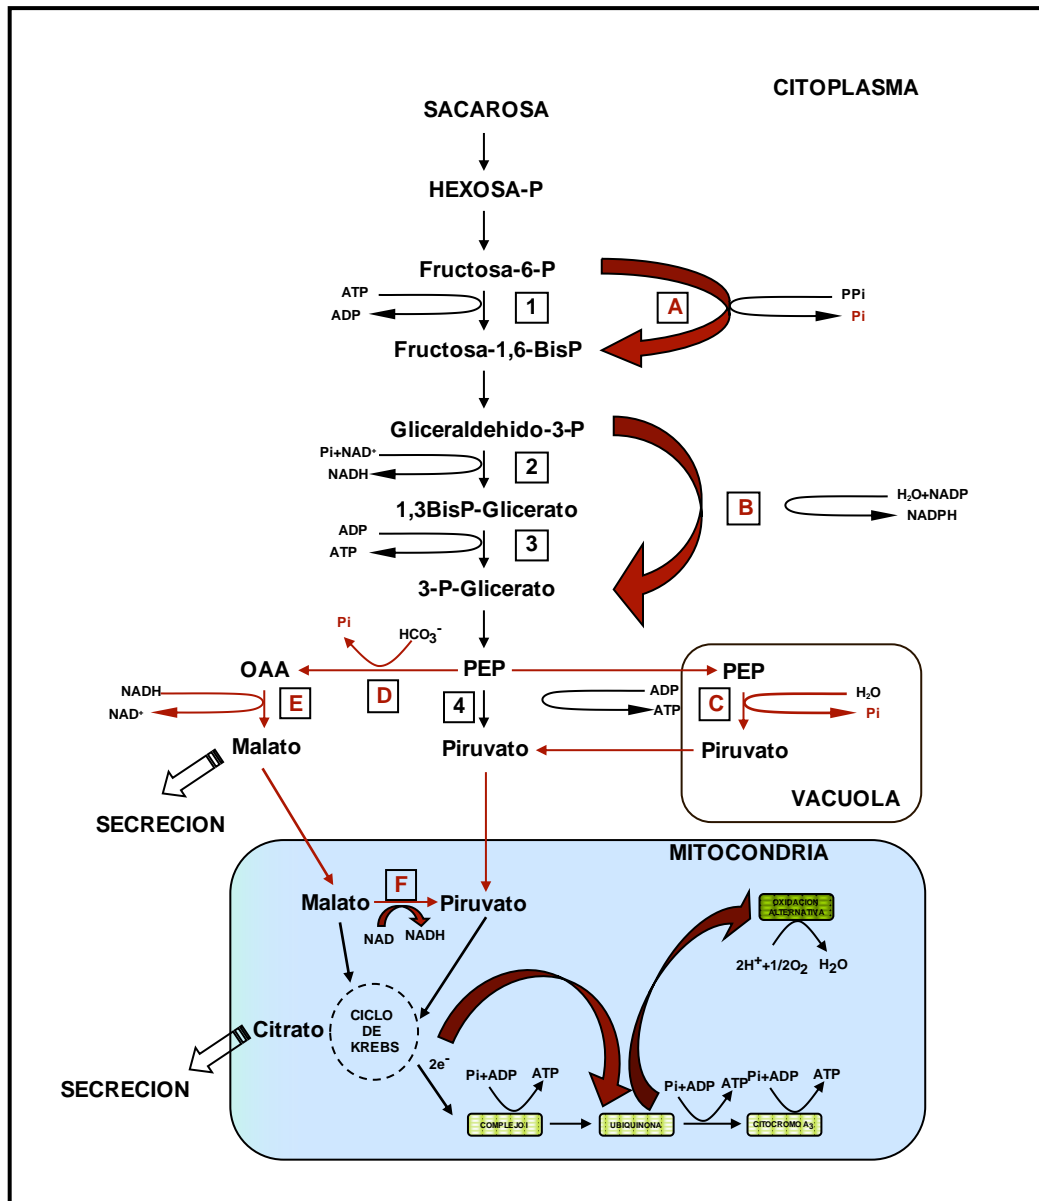 CITOPLASMA
SACAROSA
HEXOSA-P
Fructosa-6-P
ATP
ADP
1
A
PPi
Pi
Fructosa-1,6-BisP
Gliceraldehido-3-P
Pi+NAD+
NADH
2
1,3BisP-Glicerato
B
H2O+NADP
NADPH
ADP
ATP
3
3-P-Glicerato
Pi
HCO3-
OAA
PEP
PEP
NADH
NAD+
E
D
4
ADP
ATP
C
H2O
Pi
Malato
Piruvato
Piruvato
VACUOLA
SECRECION
MITOCONDRIA
F
Malato
Piruvato
NAD
NADH
OXIDACION
ALTERNATIVA
2H++1/2O2
H2O
Citrato
CICLO
DE
KREBS
2e-
SECRECION
Pi+ADP
ATP
Pi+ADP
ATP
Pi+ADP
ATP
COMPLEJO I
UBIQUINONA
CITOCROMO A3